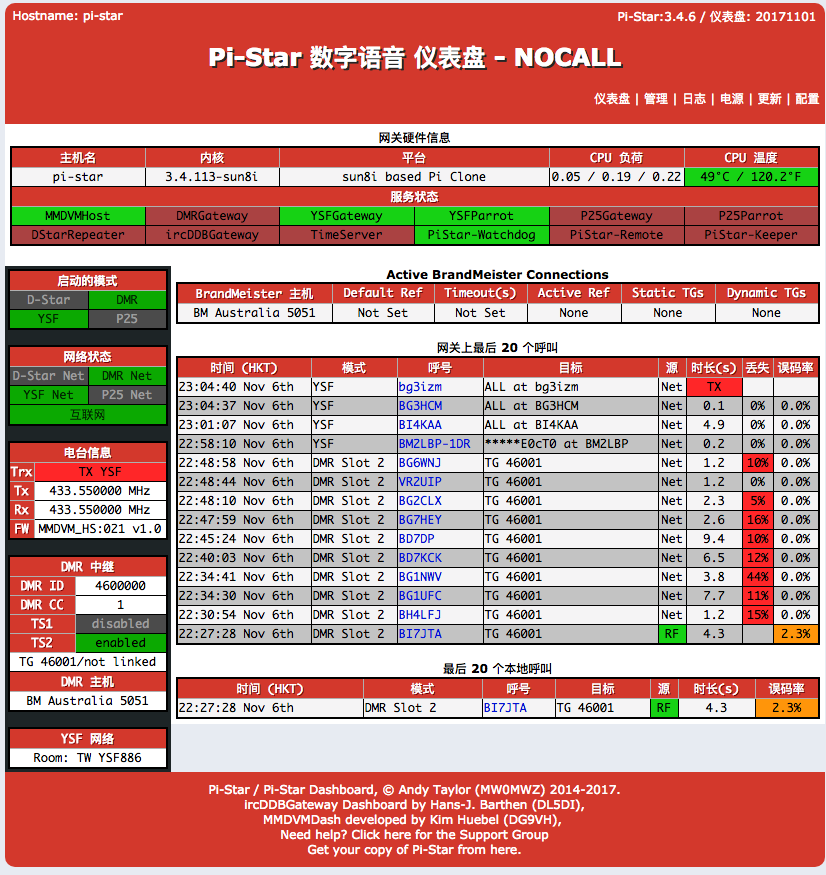 Hostname: pi-star Pi-Star:3.4.6 / 仪表盘: 20171101
Pi-Star 数字语音 仪表盘 - NOCALL
仪表盘 | 管理 | 日志 | 电源 | 更新 | 配置
网关硬件信息
主机名 内核 平台 CPU 负荷 CPU 温度
pi-star 3.4.113-sun8i sun8i based Pi Clone 0.05 / 0.19 / 0.22 49°C / 120.2°F
服务状态
MMDVMHost DMRGateway YSFGateway YSFParrot P25Gateway P25Parrot
DStarRepeater ircDDBGateway TimeServer PiStar-Watchdog PiStar-Remote PiStar-Keeper
启动的模式
D-Star DMR
YSF P25
网络状态
D-Star Net DMR Net
YSF Net P25 Net
互联网
电台信息
Trx TX YSF
Tx 433.550000 MHz
Rx 433.550000 MHz
FW MMDVM_HS:021 v1.0
DMR 中继
DMR ID 4600000
DMR CC 1
TS1 disabled
TS2 enabled
TG 46001/not linked
DMR 主机
BM Australia 5051
YSF 网络
Room: TW YSF886
Active BrandMeister Connections
BrandMeister 主机 Default Ref Timeout(s) Active Ref Static TGs Dynamic TGs
BM Australia 5051 Not Set Not Set None None None
网关上最后 20 个呼叫
时间 (HKT) 模式 呼号 目标 源 时长(s) 丢失 误码率
23:04:40 Nov 6th YSF bg3izm ALL at bg3izm Net TX
23:04:37 Nov 6th YSF BG3HCM ALL at BG3HCM Net 0.1 0% 0.0%
23:01:07 Nov 6th YSF BI4KAA ALL at BI4KAA Net 4.9 0% 0.0%
22:58:10 Nov 6th YSF BM2LBP-1DR *****E0cT0 at BM2LBP Net 0.2 0% 0.0%
22:48:58 Nov 6th DMR Slot 2 BG6WNJ TG 46001 Net 1.2 10% 0.0%
22:48:44 Nov 6th DMR Slot 2 VR2UIP TG 46001 Net 1.2 0% 0.0%
22:48:10 Nov 6th DMR Slot 2 BG2CLX TG 46001 Net 2.3 5% 0.0%
22:47:59 Nov 6th DMR Slot 2 BG7HEY TG 46001 Net 2.6 16% 0.0%
22:45:24 Nov 6th DMR Slot 2 BD7DP TG 46001 Net 9.4 10% 0.0%
22:40:03 Nov 6th DMR Slot 2 BD7KCK TG 46001 Net 6.5 12% 0.0%
22:34:41 Nov 6th DMR Slot 2 BG1NWV TG 46001 Net 3.8 44% 0.0%
22:34:30 Nov 6th DMR Slot 2 BG1UFC TG 46001 Net 7.7 11% 0.0%
22:30:54 Nov 6th DMR Slot 2 BH4LFJ TG 46001 Net 1.2 15% 0.0%
22:27:28 Nov 6th DMR Slot 2 BI7JTA TG 46001 RF 4.3 2.3%
最后 20 个本地呼叫
时间 (HKT) 模式 呼号 目标 源 时长(s) 误码率
22:27:28 Nov 6th DMR Slot 2 BI7JTA TG 46001 RF 4.3 2.3%
Pi-Star / Pi-Star Dashboard, © Andy Taylor (MW0MWZ) 2014-2017.
ircDDBGateway Dashboard by Hans-J. Barthen (DL5DI),
MMDVMDash developed by Kim Huebel (DG9VH),
Need help? Click here for the Support Group
Get your copy of Pi-Star from here.